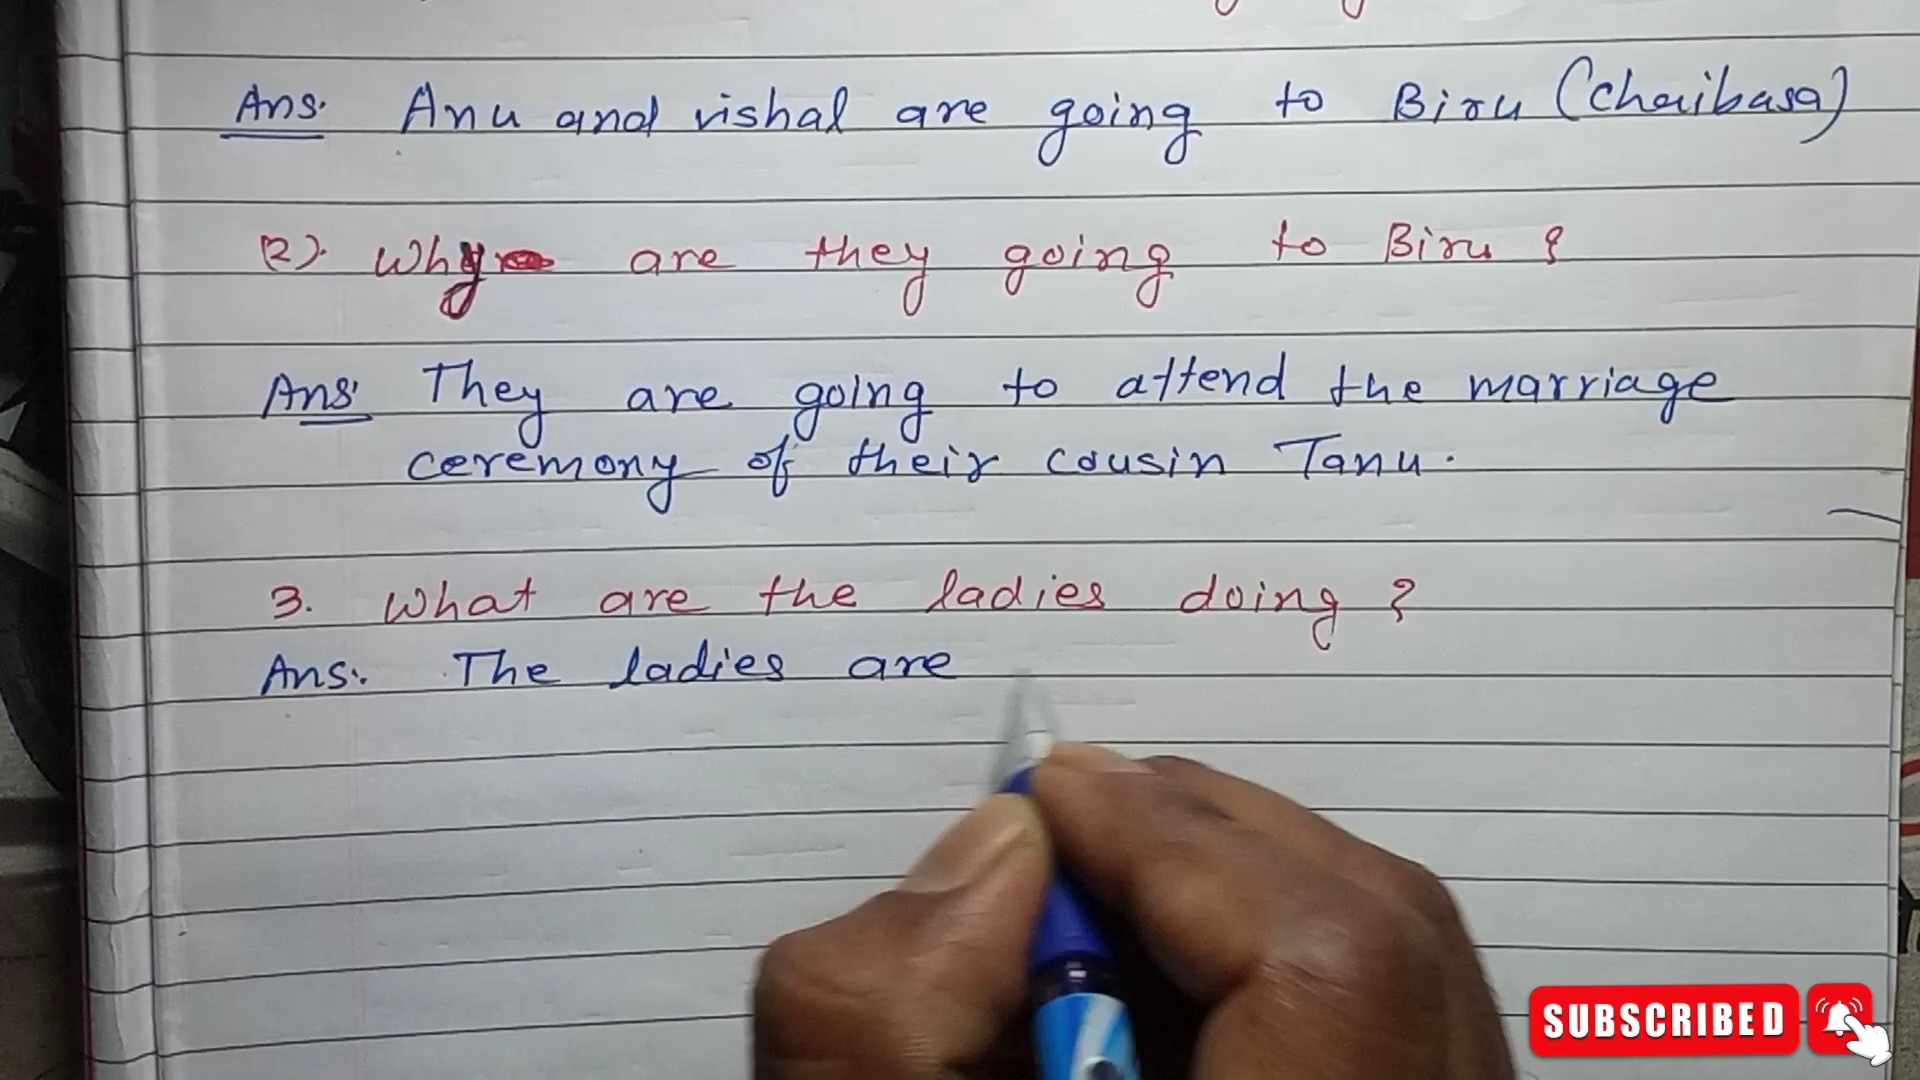 Ans. Anu and vishal are going to Biru (Chaibasa)
(2). Why are they going to Biru ?
Ans: They are going to attend the marriage
ceremony of their cousin Tanu.
3. What are the ladies doing ?
Ans:. The ladies are
SUBSCRIBED